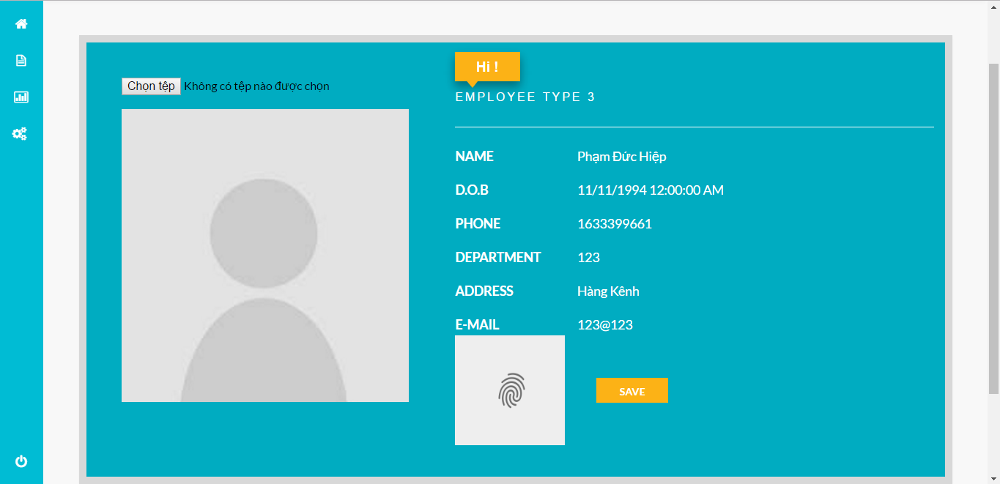 Chọn tệp Không có tệp nào được chọn
Hi !
EMPLOYEE TYPE 3
NAME Phạm Đức Hiệp
D.O.B 11/11/1994 12:00:00 AM
PHONE 1633399661
DEPARTMENT 123
ADDRESS Hàng Kênh
E-MAIL 123@123
SAVE